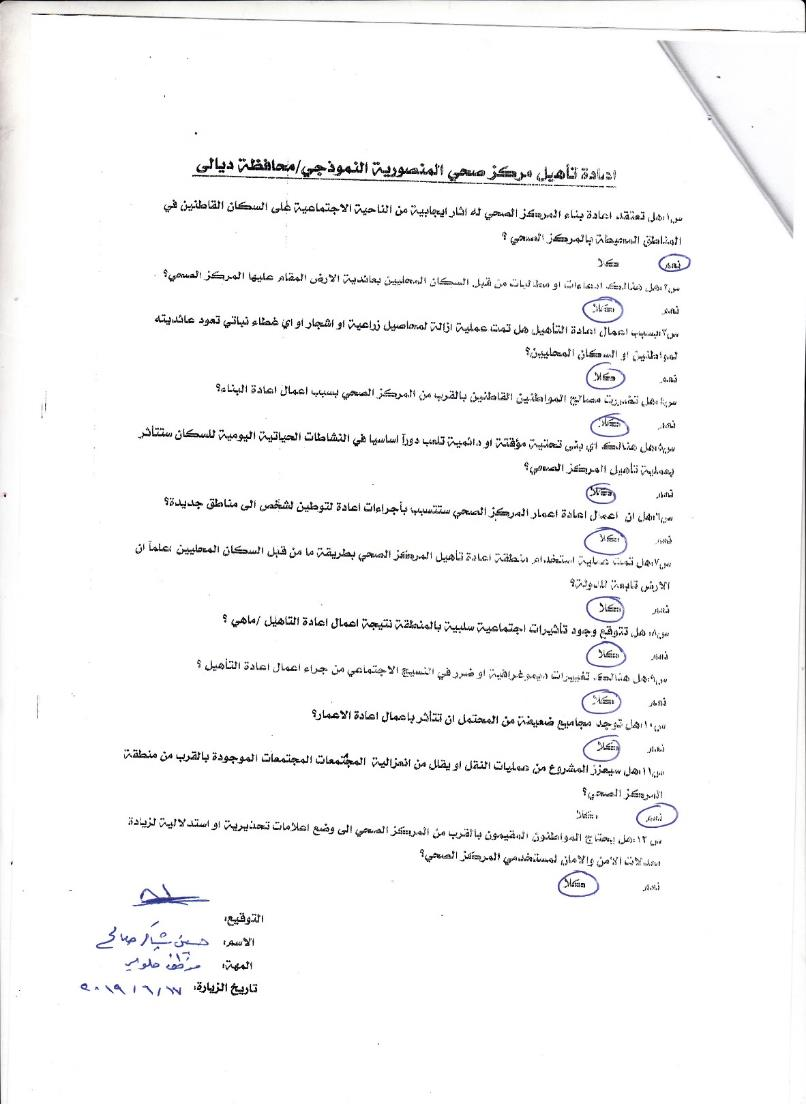 اعادة تأهيل مركز صحي المنصورية النموذجي/محافظة ديالى
س١:هل تعتقد اعادة بناء المركز الصحي له اثار ايجابية من الناحية الاجتماعية على السكان القاطنين في
المناطق المحيطة بالمركز الصحي ؟
نعم كلا
س٢:هل هنالك ادعاءات او مطالبات من قبل السكان المحليين بعائدية الارض المقام عليها المركز الصحي؟
نعم كلا
س٣:بسبب اعمال اعادة التأهيل هل تمت عملية ازالة لمحاصيل زراعية او اشجار او اي غطاء نباتي تعود عائديته
لمواطنين او السكان المحليين؟
نعم كلا
س٤:هل تضررت مصالح المواطنين القاطنين بالقرب من المركز الصحي بسبب اعمال اعادة البناء؟
نعم كلا
س٥:هل هنالك اي بنى تحتية مؤقتة او دائمية تلعب دوراً اساسيا في النشاطات الحياتية اليومية للسكان ستتأثر
بعملية تأهيل المركز الصحي؟
نعم كلا
س٦:هل ان اعمال اعادة اعمار المركز الصحي ستتسبب بأجراءات اعادة لتوطين لشخص الى مناطق جديدة؟
نعم كلا
س٧:هل تمت عملية استخدام منطقة اعادة تأهيل المركز الصحي بطريقة ما من قبل السكان المحليين علماً ان
الارض تابعة للدولة؟
نعم كلا
س٨: هل تتوقع وجود تأثيرات اجتماعية سلبية بالمنطقة نتيجة اعمال اعادة التاهيل /ماهي ؟
نعم كلا
س٩:هل هنالك تغييرات ديموغرافية او ضرر في النسيج الاجتماعي من جراء اعمال اعادة التأهيل ؟
نعم كلا
س١٠:هل توجد مجاميع ضعيفة من المحتمل ان تتأثر باعمال اعادة الاعمار؟
نعم كلا
س١١:هل سيعزز المشروع من عمليات النقل او يقلل من انعزالية المجتمعات المجتمعات الموجودة بالقرب من منطقة
المركز الصحي؟
نعم كلا
س١٢:هل يحتاج المواطنون المقيمون بالقرب من المركز الصحي الى وضع اعلامات تحذيرية او استدلالية لزيادة
معدلات الامن والامان لمستخدمي المركز الصحي؟
نعم كلا
التوقيع:
الاسم: حسين شاكر صالح
المهة: موظف
تاريخ الزيارة: ٢٠١٩/٦/١٧